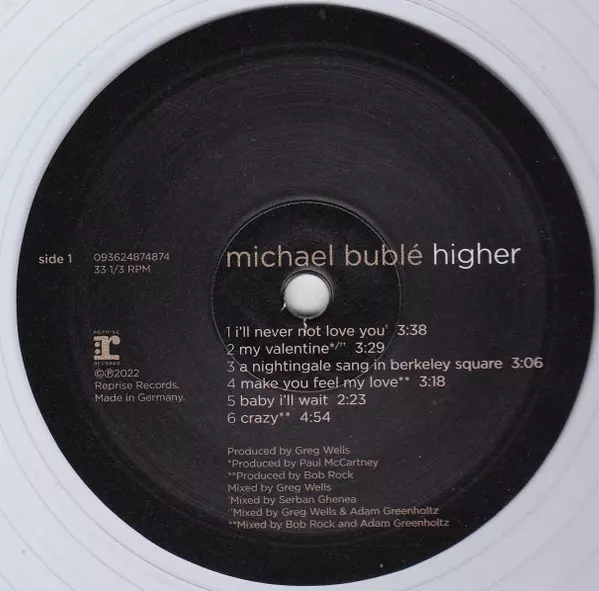 michael bublé higher
side 1
093624874874
33 1/3 RPM
REPRISE
r
RECORDS
©℗2022
Reprise Records.
Made in Germany.
1 i'll never not love you' 3:38
2 my valentine*/'' 3:29
3 a nightingale sang in berkeley square 3:06
4 make you feel my love** 3:18
5 baby i'll wait 2:23
6 crazy** 4:54
Produced by Greg Wells
*Produced by Paul McCartney
**Produced by Bob Rock
Mixed by Greg Wells
'Mixed by Serban Ghenea
''Mixed by Greg Wells & Adam Greenholtz
**Mixed by Bob Rock and Adam Greenholtz